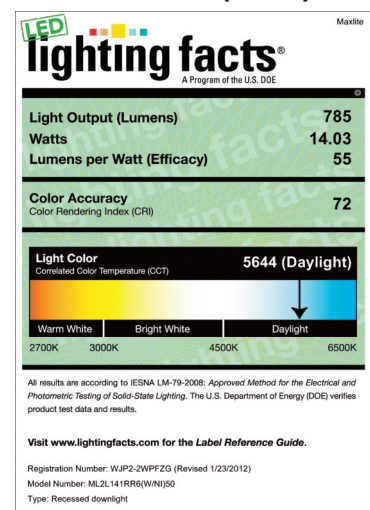 Maxlite
LED
lighting facts®
A Program of the U.S. DOE
©
Light Output (Lumens) 785
Watts 14.03
Lumens per Watt (Efficacy) 55
Color Accuracy
Color Rendering Index (CRI) 72
Light Color
Correlated Color Temperature (CCT) 5644 (Daylight)
Warm White Bright White Daylight
2700K 3000K 4500K 6500K
All results are according to IESNA LM-79-2008: Approved Method for the Electrical and
Photometric Testing of Solid-State Lighting. The U.S. Department of Energy (DOE) verifies
product test data and results.
Visit www.lightingfacts.com for the Label Reference Guide.
Registration Number: WJP2-2WPFZG (Revised 1/23/2012)
Model Number: ML2L141RR6(W/NI)50
Type: Recessed downlight